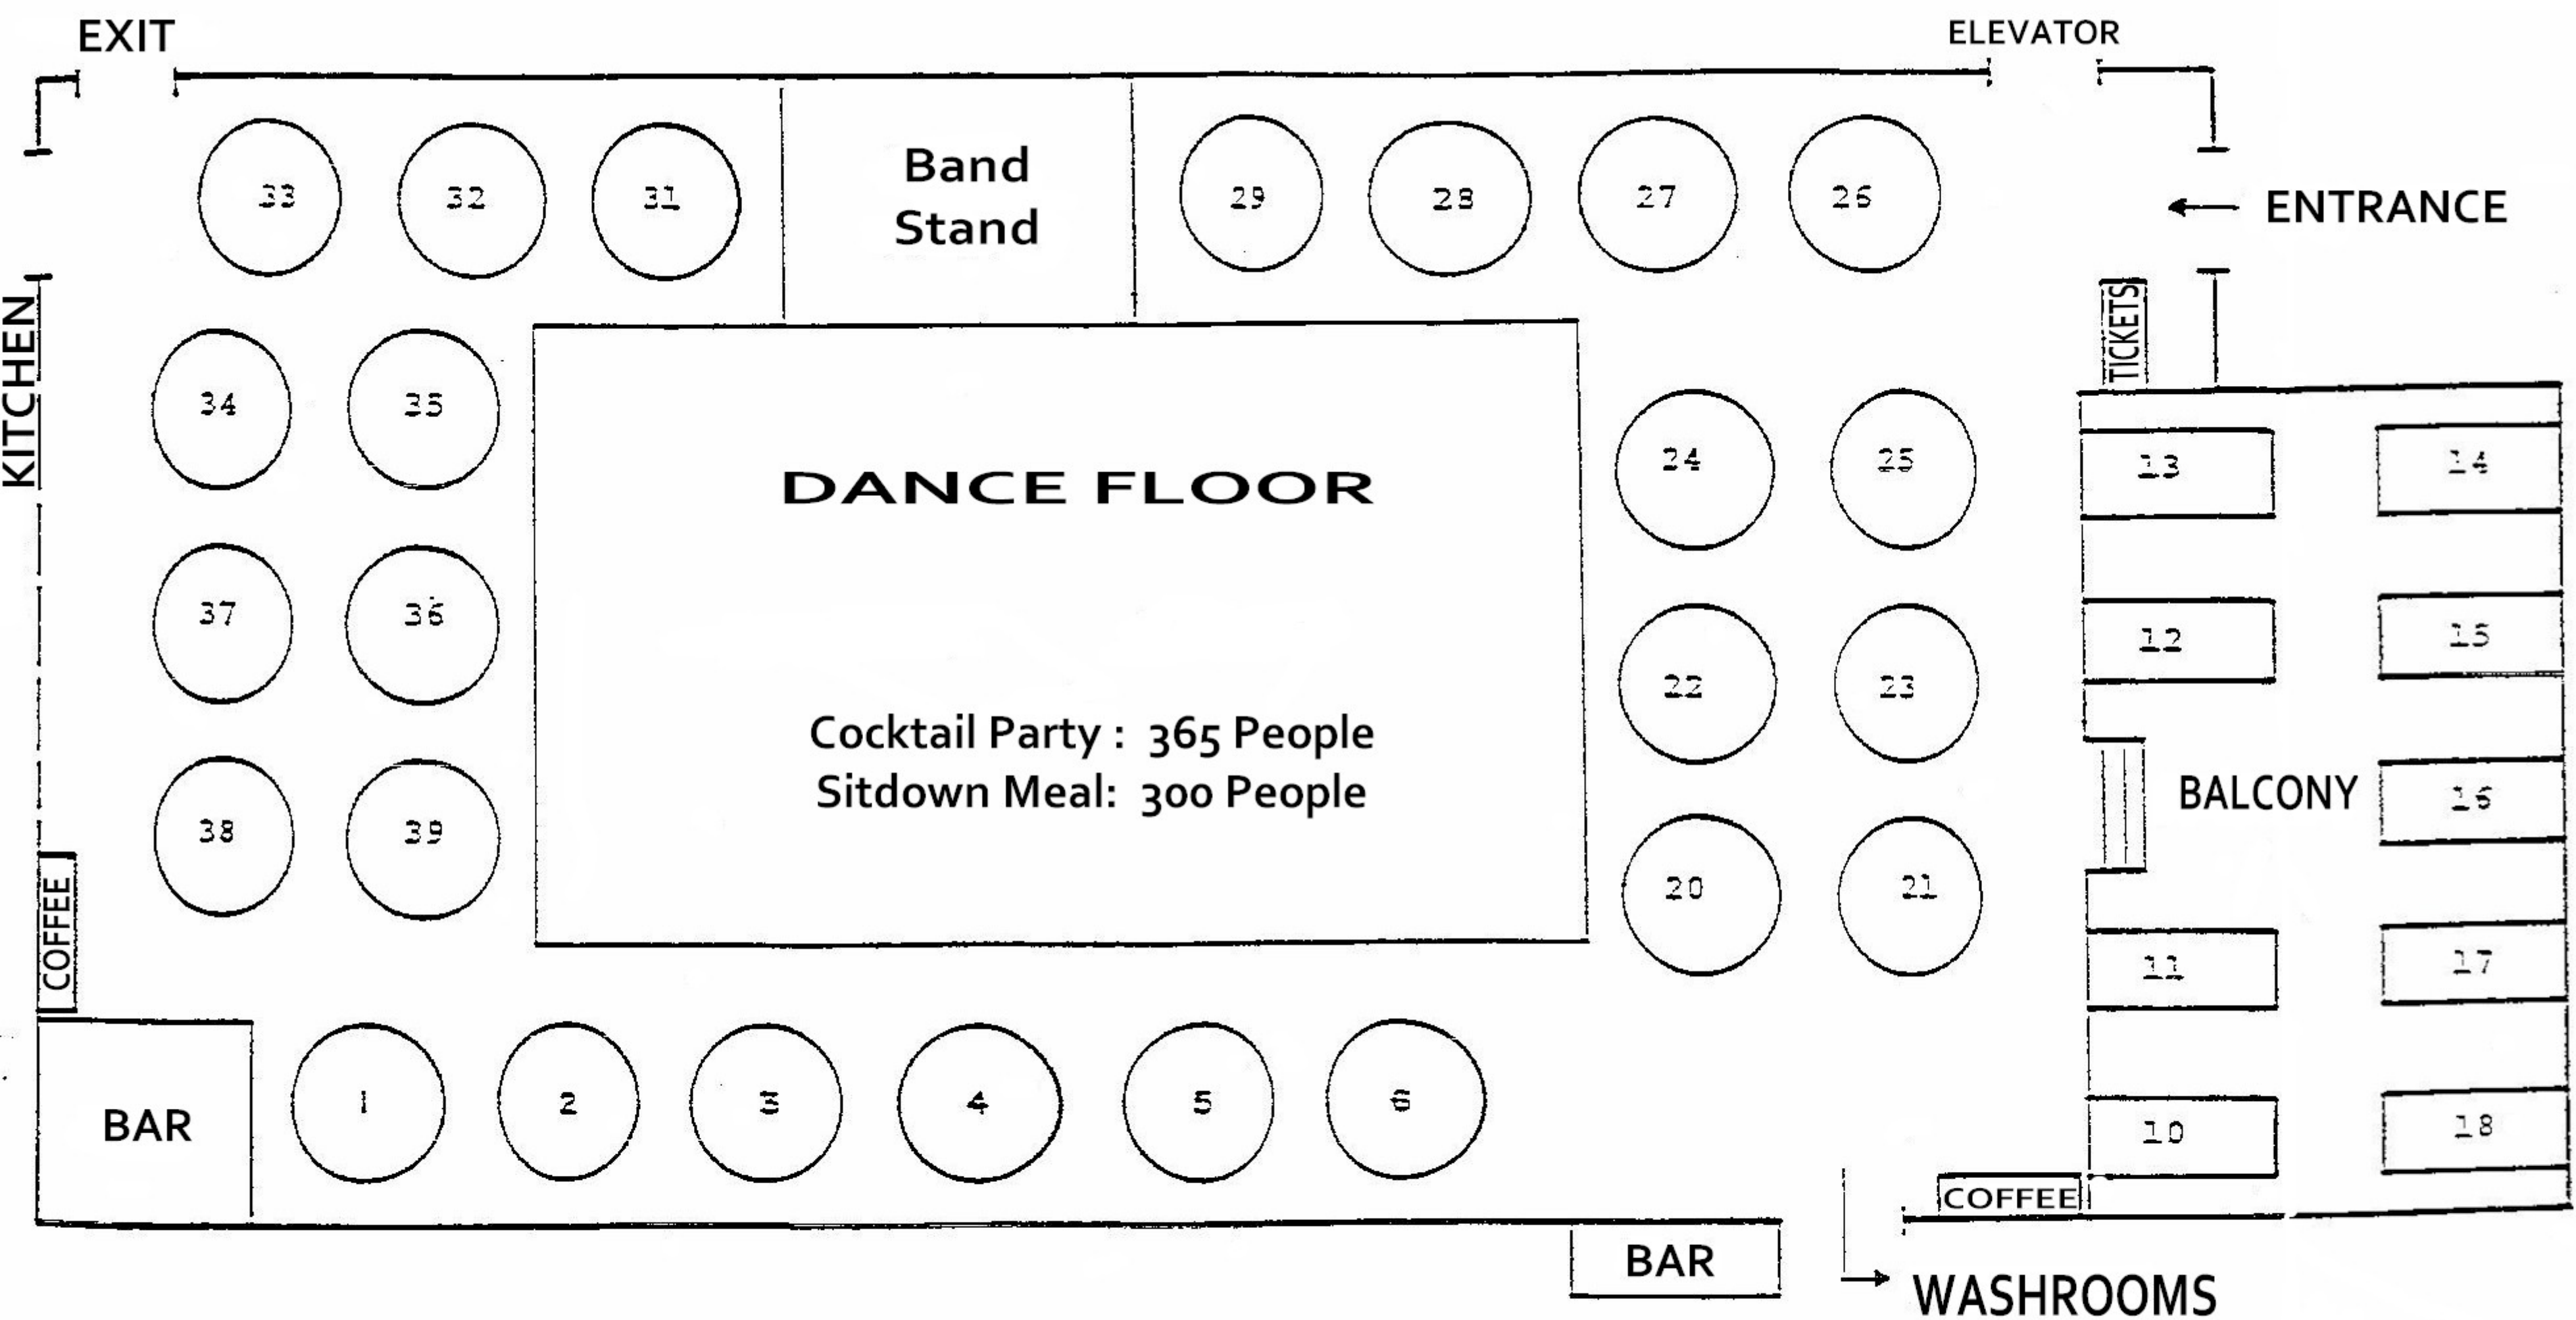 EXIT
ELEVATOR
33
32
31
Band
Stand
29
28
27
26
ENTRANCE
KITCHEN
TICKETS
34
35
DANCE FLOOR
24
25
13
14
37
36
22
23
12
15
Cocktail Party : 365 People
Sitdown Meal: 300 People
BALCONY
16
38
39
20
21
COFFEE
11
17
BAR
1
2
3
4
5
6
10
18
COFFEE
BAR
WASHROOMS